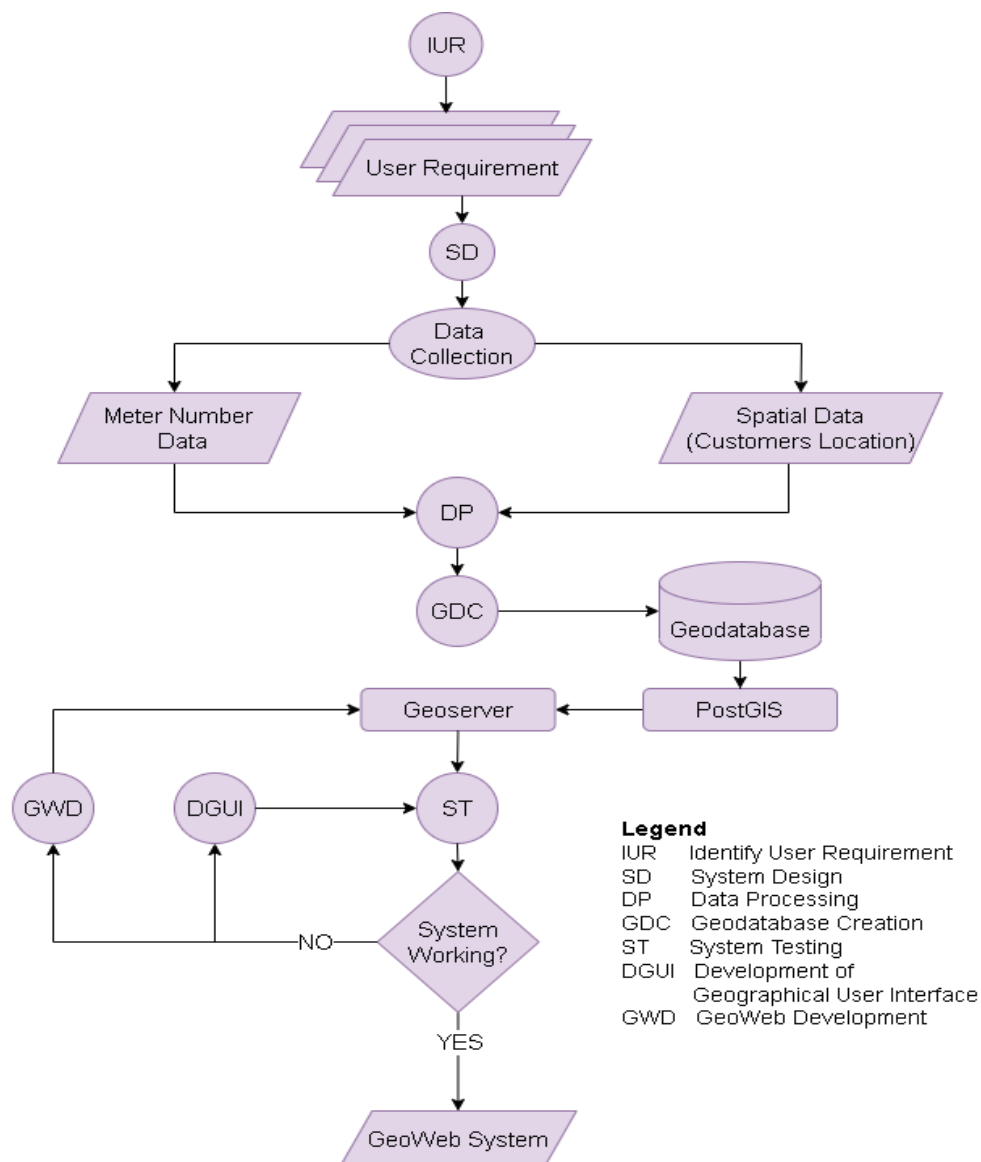 IUR
User Requirement
SD
Data
Collection
Meter Number
Data
Spatial Data
(Customers Location)
DP
GDC
Geodatabase
Geoserver
PostGIS
GWD
DGUI
ST
System
Working?
NO
YES
GeoWeb System
Legend
IUR Identify User Requirement
SD System Design
DP Data Processing
GDC Geodatabase Creation
ST System Testing
DGUI Development of
Geographical User Interface
GWD GeoWeb Development